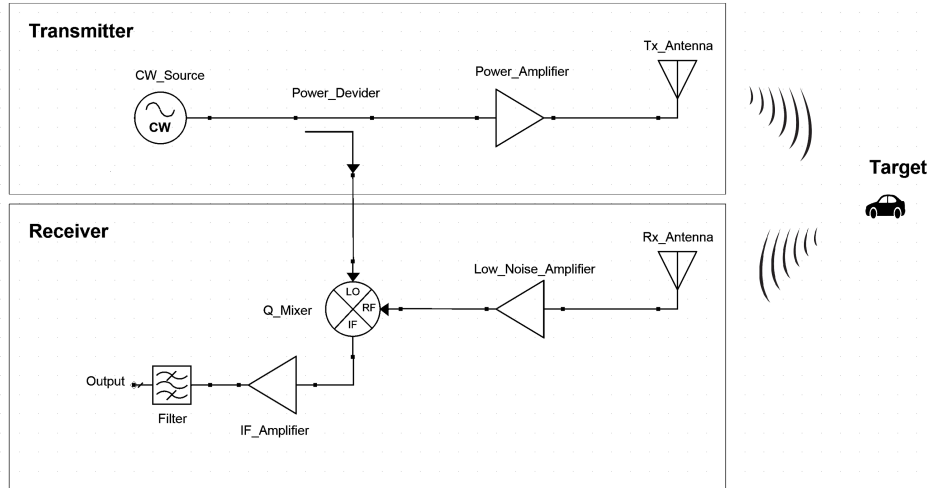 Transmitter
Tx_Antenna
CW_Source
Power_Amplifier
Power_Devider
CW
Target
Receiver
Rx_Antenna
Low_Noise_Amplifier
LO
Q_Mixer
RF
IF
Output
Filter
IF_Amplifier